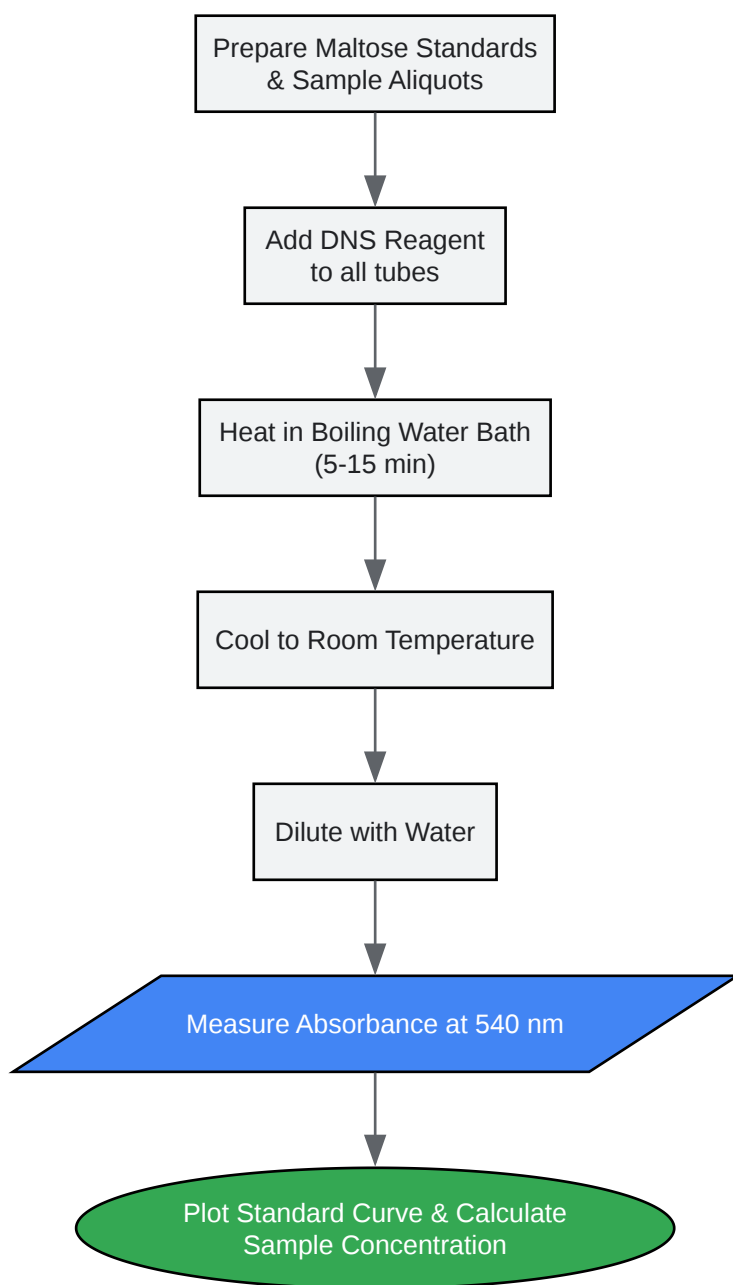 Prepare Maltose Standards
& Sample Aliquots
Add DNS Reagent
to all tubes
Heat in Boiling Water Bath
(5-15 min)
Cool to Room Temperature
Dilute with Water
Measure Absorbance at 540 nm
Plot Standard Curve & Calculate
Sample Concentration